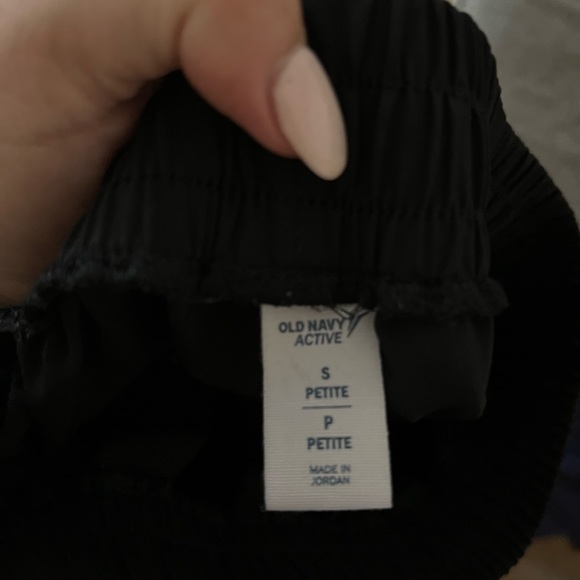 OLD NAVY
ACTIVE
S
PETITE
P
PETITE
MADE IN
JORDAN